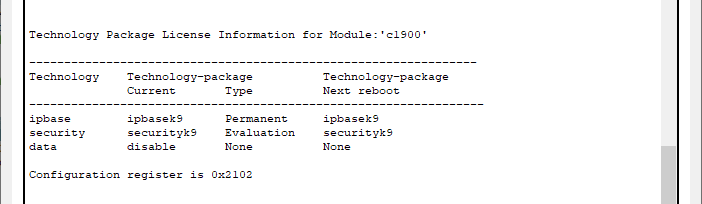 Technology Package License Information for Module:'c1900'
----------------------------------------------------------------
Technology    Technology-package          Technology-package
              Current       Type          Next reboot
-----------------------------------------------------------------
ipbase        ipbasek9      Permanent     ipbasek9
security      securityk9    Evaluation    securityk9
data          disable       None          None
Configuration register is 0x2102